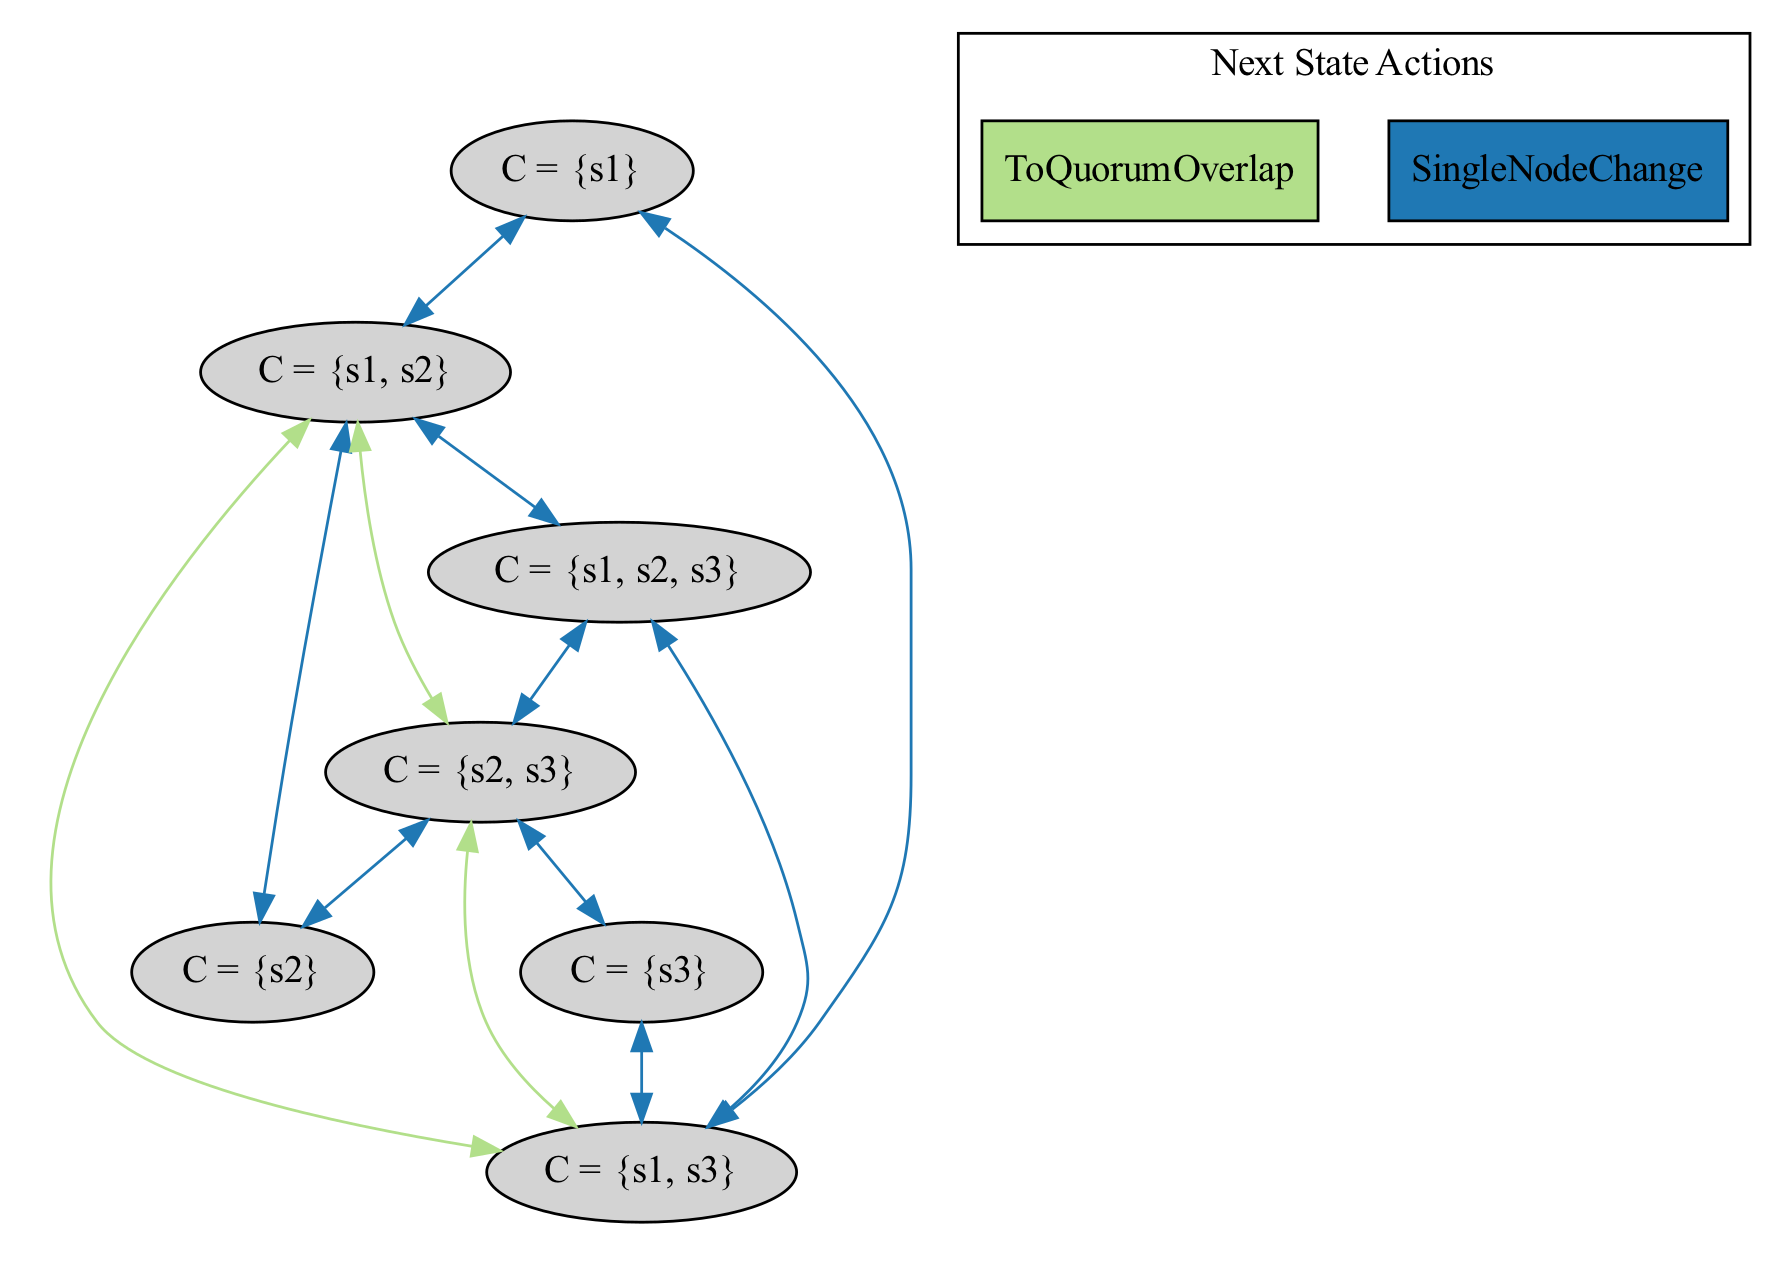 Next State Actions
ToQuorumOverlap
SingleNodeChange
C = {s1}
C = {s1, s2}
C = {s1, s2, s3}
C = {s2, s3}
C = {s2}
C = {s3}
C = {s1, s3}